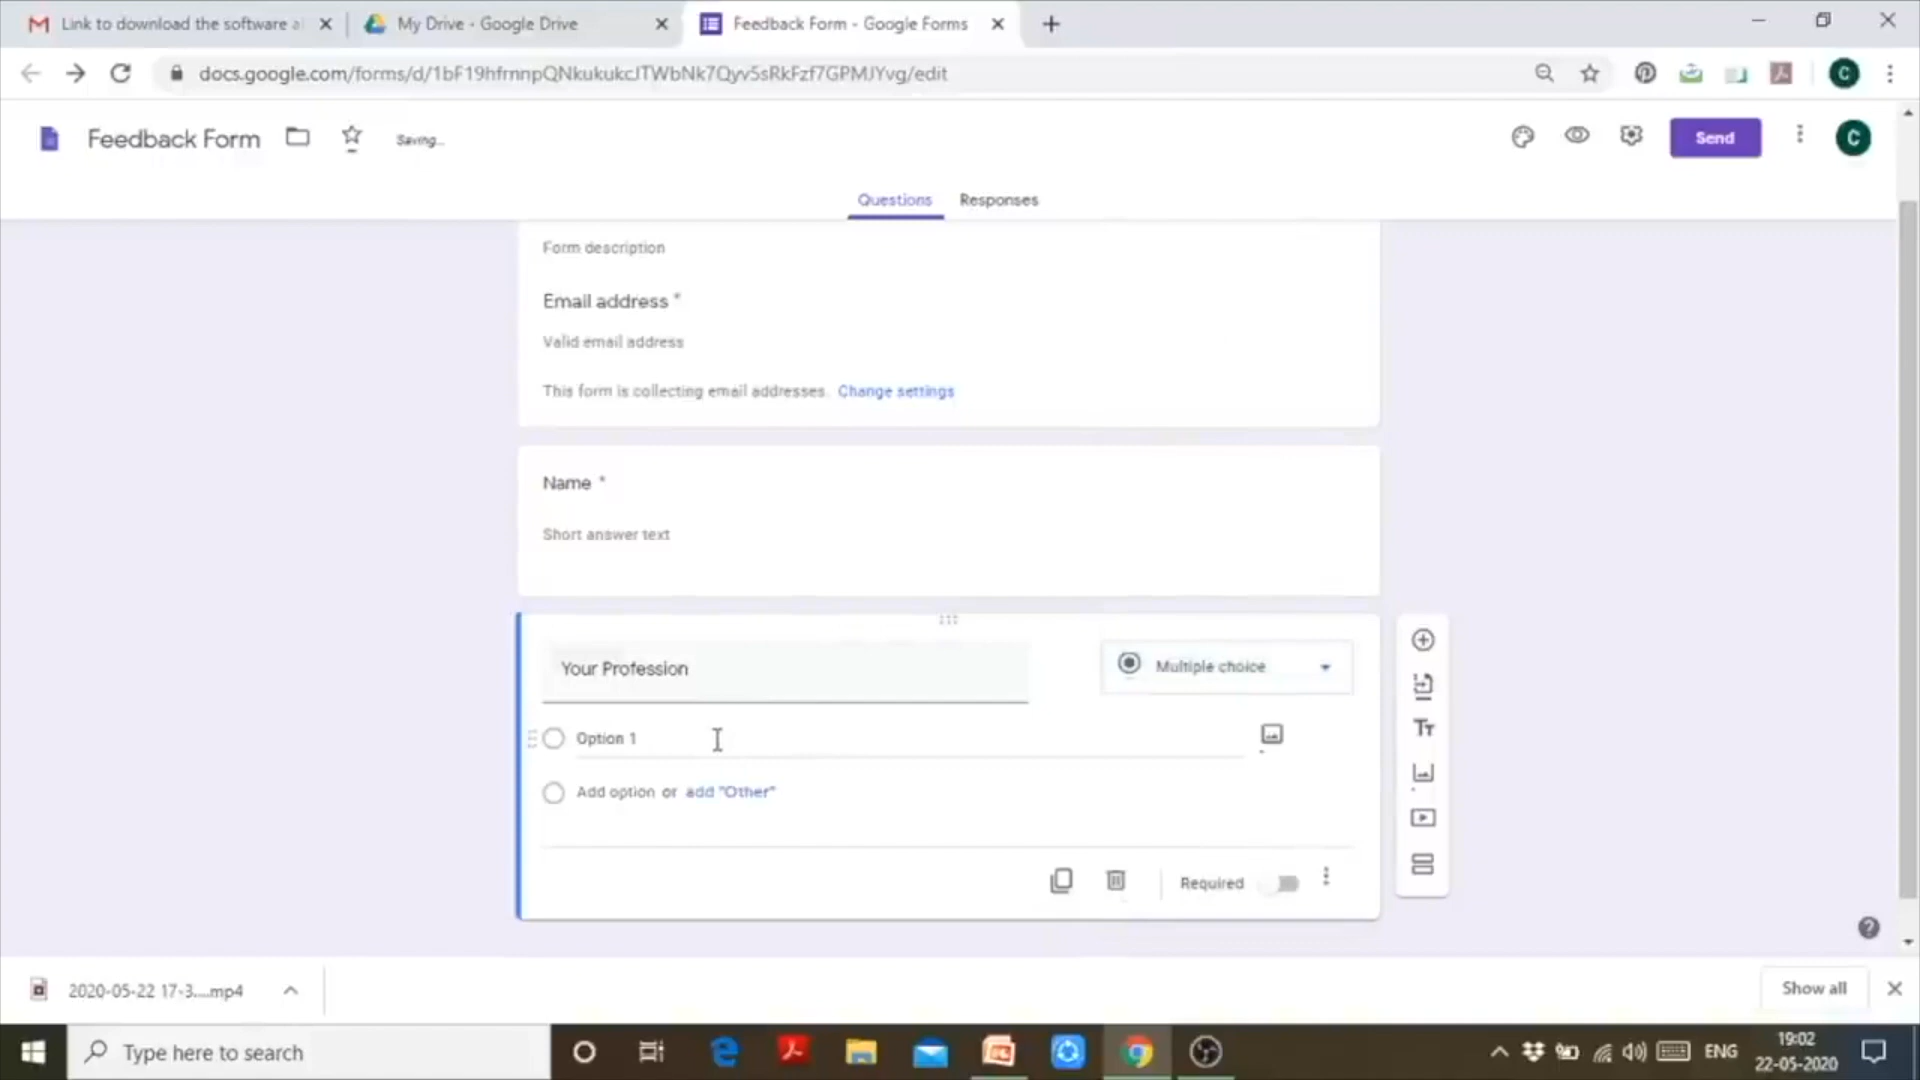 Link to download the software a
My Drive - Google Drive
Feedback Form - Google Forms
docs.google.com/forms/d/1bF19hfrnnpQNkukukcJTWbNk7Qyv5sRkFzf7GPMJYvg/edit
Feedback Form
Saving...
Send
C
Questions
Responses
Form description
Email address *
Valid email address
This form is collecting email addresses. Change settings
Name *
Short answer text
Your Profession
Multiple choice
Option 1
Add option or add "Other"
Required
2020-05-22 17-3....mp4
Show all
Type here to search
ENG
19:02
22-05-2020